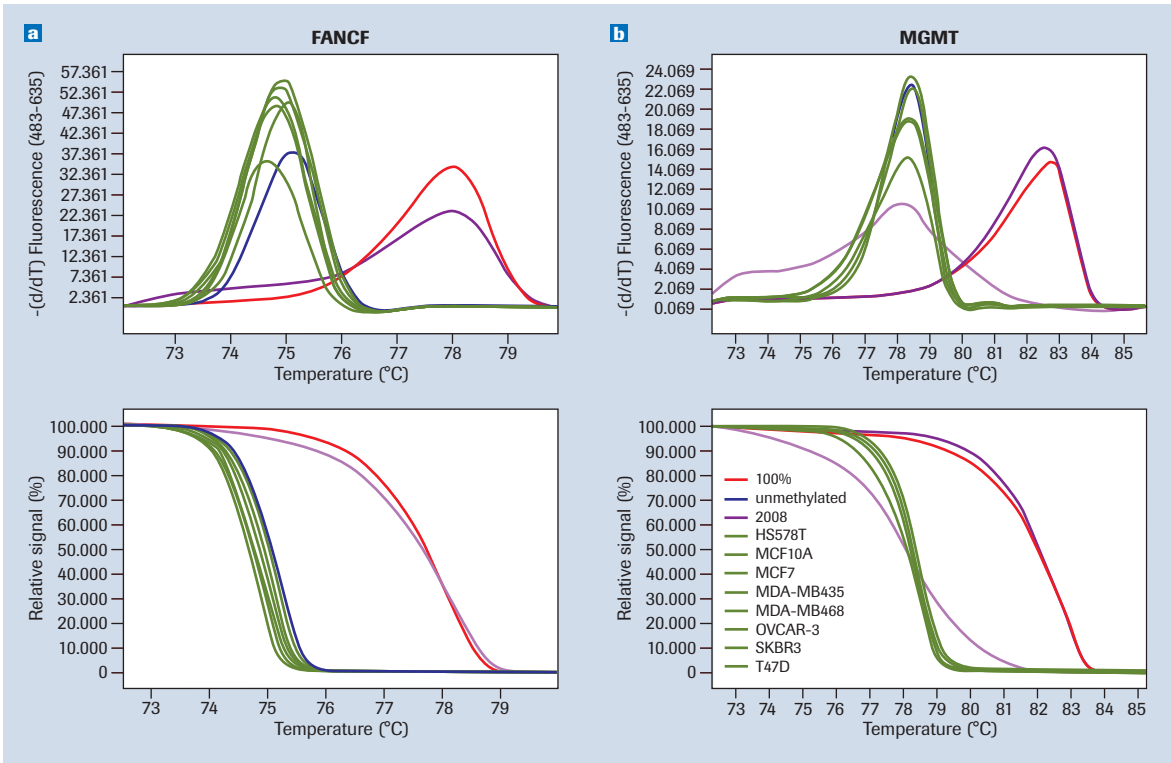 a
FANCF
-(d/dT) Fluorescence (483-635)
57.361
52.361
47.361
42.361
37.361
32.361
27.361
22.361
17.361
12.361
7.361
2.361
73 74 75 76 77 78 79
Temperature (°C)
b
MGMT
-(d/dT) Fluorescence (483-635)
24.069
22.069
20.069
18.069
16.069
14.069
12.069
10.069
8.069
6.069
4.069
2.069
0.069
73 74 75 76 77 78 79 80 81 82 83 84 85
Temperature (°C)
Relative signal (%)
100.000
90.000
80.000
70.000
60.000
50.000
40.000
30.000
20.000
10.000
0
73 74 75 76 77 78 79
Temperature (°C)
Relative signal (%)
100.000
90.000
80.000
70.000
60.000
50.000
40.000
30.000
20.000
10.000
0
100%
unmethylated
2008
HS578T
MCF10A
MCF7
MDA-MB435
MDA-MB468
OVCAR-3
SKBR3
T47D
73 74 75 76 77 78 79 80 81 82 83 84 85
Temperature (°C)